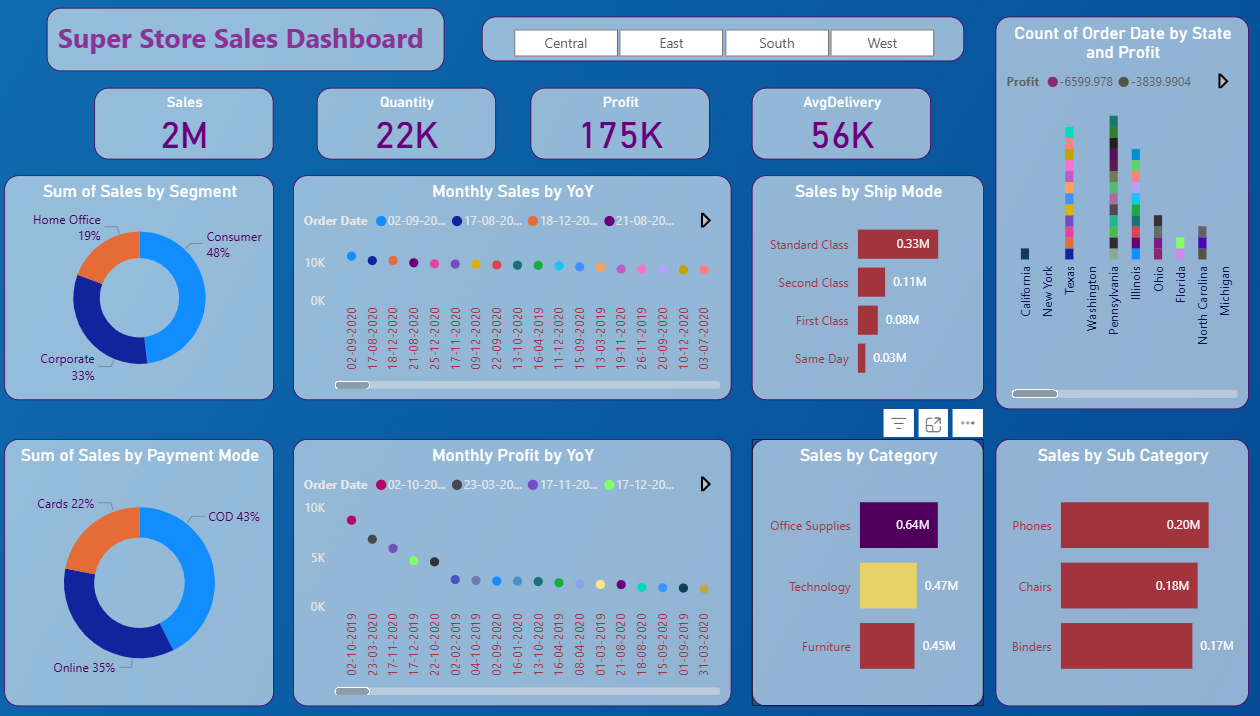 Super Store Sales Dashboard
Central
East
South
West
Count of Order Date by State
and Profit
Profit
-6599.978
-3839.9904
California
New York
Texas
Washington
Pennsylvania
Illinois
Ohio
Florida
North Carolina
Michigan
Sales
2M
Quantity
22K
Profit
175K
AvgDelivery
56K
Sum of Sales by Segment
Home Office
19%
Consumer
48%
Corporate
33%
Monthly Sales by YoY
Order Date
02-09-20...
17-08-20...
18-12-20...
21-08-20...
10K
0K
02-09-2020
17-08-2020
18-12-2020
21-08-2020
25-12-2020
17-11-2020
09-12-2020
22-09-2020
13-10-2020
16-04-2019
11-12-2020
15-09-2020
13-03-2019
19-11-2020
26-11-2019
20-09-2020
10-12-2020
03-07-2020
Sales by Ship Mode
Standard Class
0.33M
Second Class
0.11M
First Class
0.08M
Same Day
0.03M
Sum of Sales by Payment Mode
Cards 22%
COD 43%
Online 35%
Monthly Profit by YoY
Order Date
02-10-20...
23-03-20...
17-11-20...
17-12-20...
10K
5K
0K
02-10-2019
23-03-2020
17-11-2020
17-12-2019
22-10-2020
02-02-2019
04-10-2019
02-09-2020
16-01-2020
13-10-2020
16-04-2019
08-04-2020
01-03-2019
21-08-2020
18-08-2020
15-09-2020
01-09-2019
31-03-2020
Sales by Category
Office Supplies
0.64M
Technology
0.47M
Furniture
0.45M
Sales by Sub Category
Phones
0.20M
Chairs
0.18M
Binders
0.17M